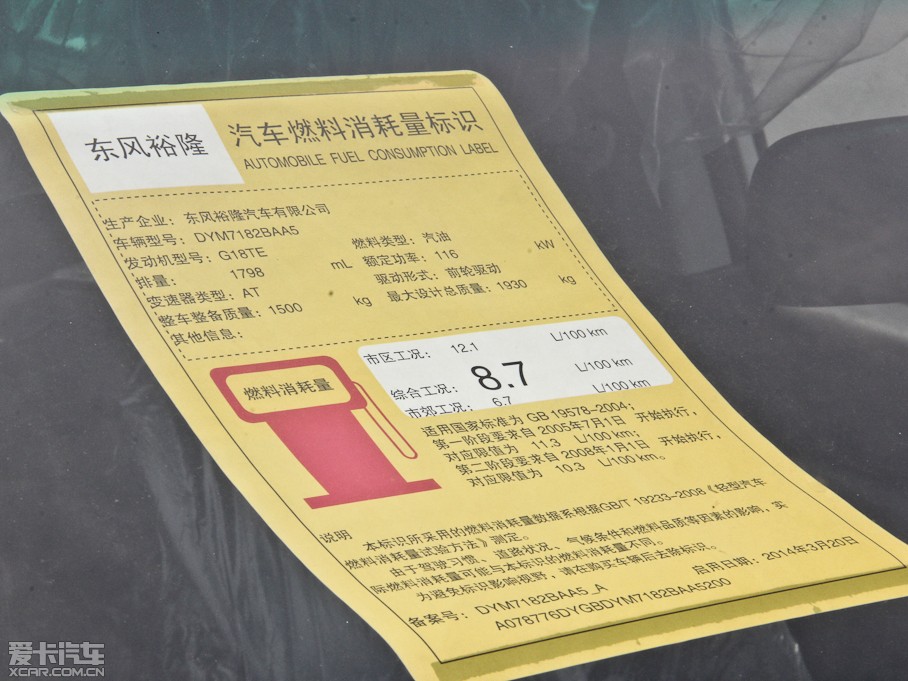 东风裕隆
汽车燃料消耗量标识
AUTOMOBILE FUEL CONSUMPTION LABEL
生产企业： 东风裕隆汽车有限公司
车辆型号： DYM7182BAA5
发动机型号： G18TE 燃料类型： 汽油
排量： 1798 mL 额定功率： 116 kW
变速器类型： AT 驱动形式： 前轮驱动
整车整备质量： 1500 kg 最大设计总质量： 1930 kg
其他信息：
燃料消耗量
市区工况： 12.1 L/100 km
综合工况： 8.7 L/100 km
市郊工况： 6.7 L/100 km
适用国家标准为 GB 19578-2004；
第一阶段要求自 2005年7月1日 开始执行，
对应限值为 11.3 L/100 km；
第二阶段要求自 2008年1月1日 开始执行，
对应限值为 10.3 L/100 km。
说明
本标识所采用的燃料消耗量数据系根据GB/T 19233-2008《轻型汽车
燃料消耗量试验方法》测定。
由于驾驶习惯、道路状况、气候条件和燃料品质等因素的影响，实
际燃料消耗量可能与本标识的燃料消耗量不同。
为避免标识影响视野，请在购买车辆后去除标识。
备案号： DYM7182BAA5_A 启用日期： 2014年3月20日
A078776DYGBDYM7182BAA5200
爱卡汽车
XCAR.COM.CN